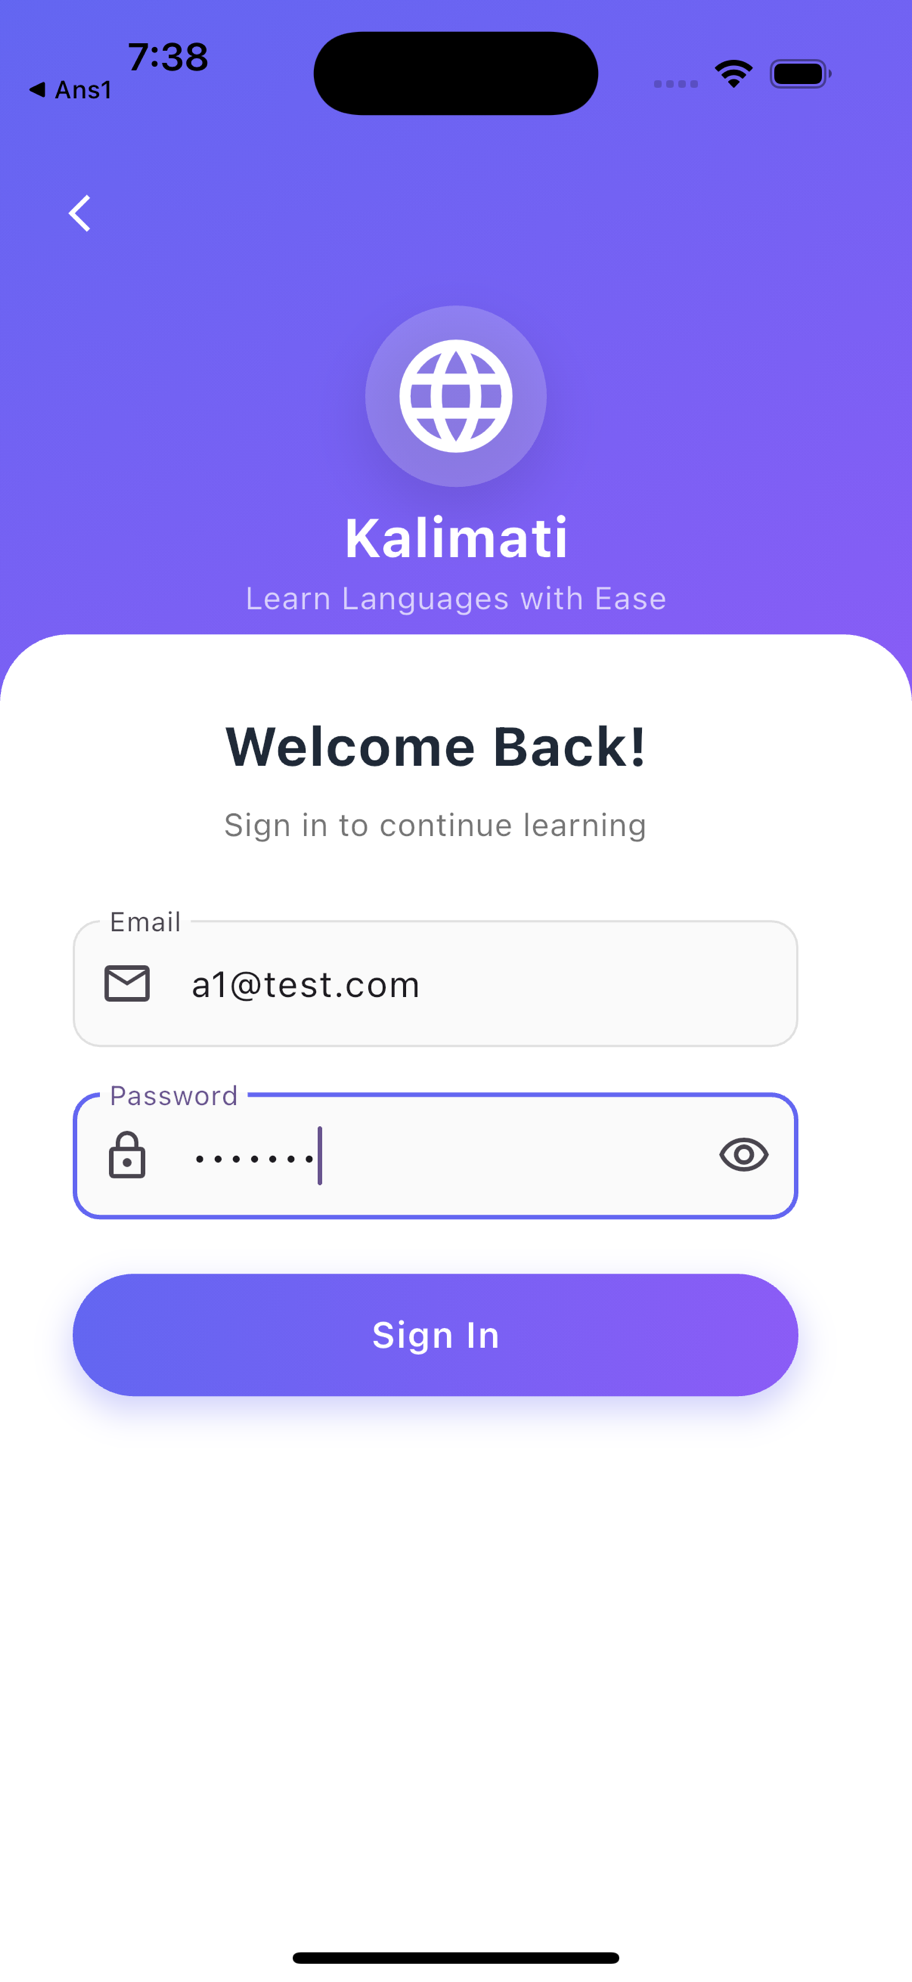 7:38
◀ Ans1
Kalimati
Learn Languages with Ease
Welcome Back!
Sign in to continue learning
Email
a1@test.com
Password
•••••••
Sign In